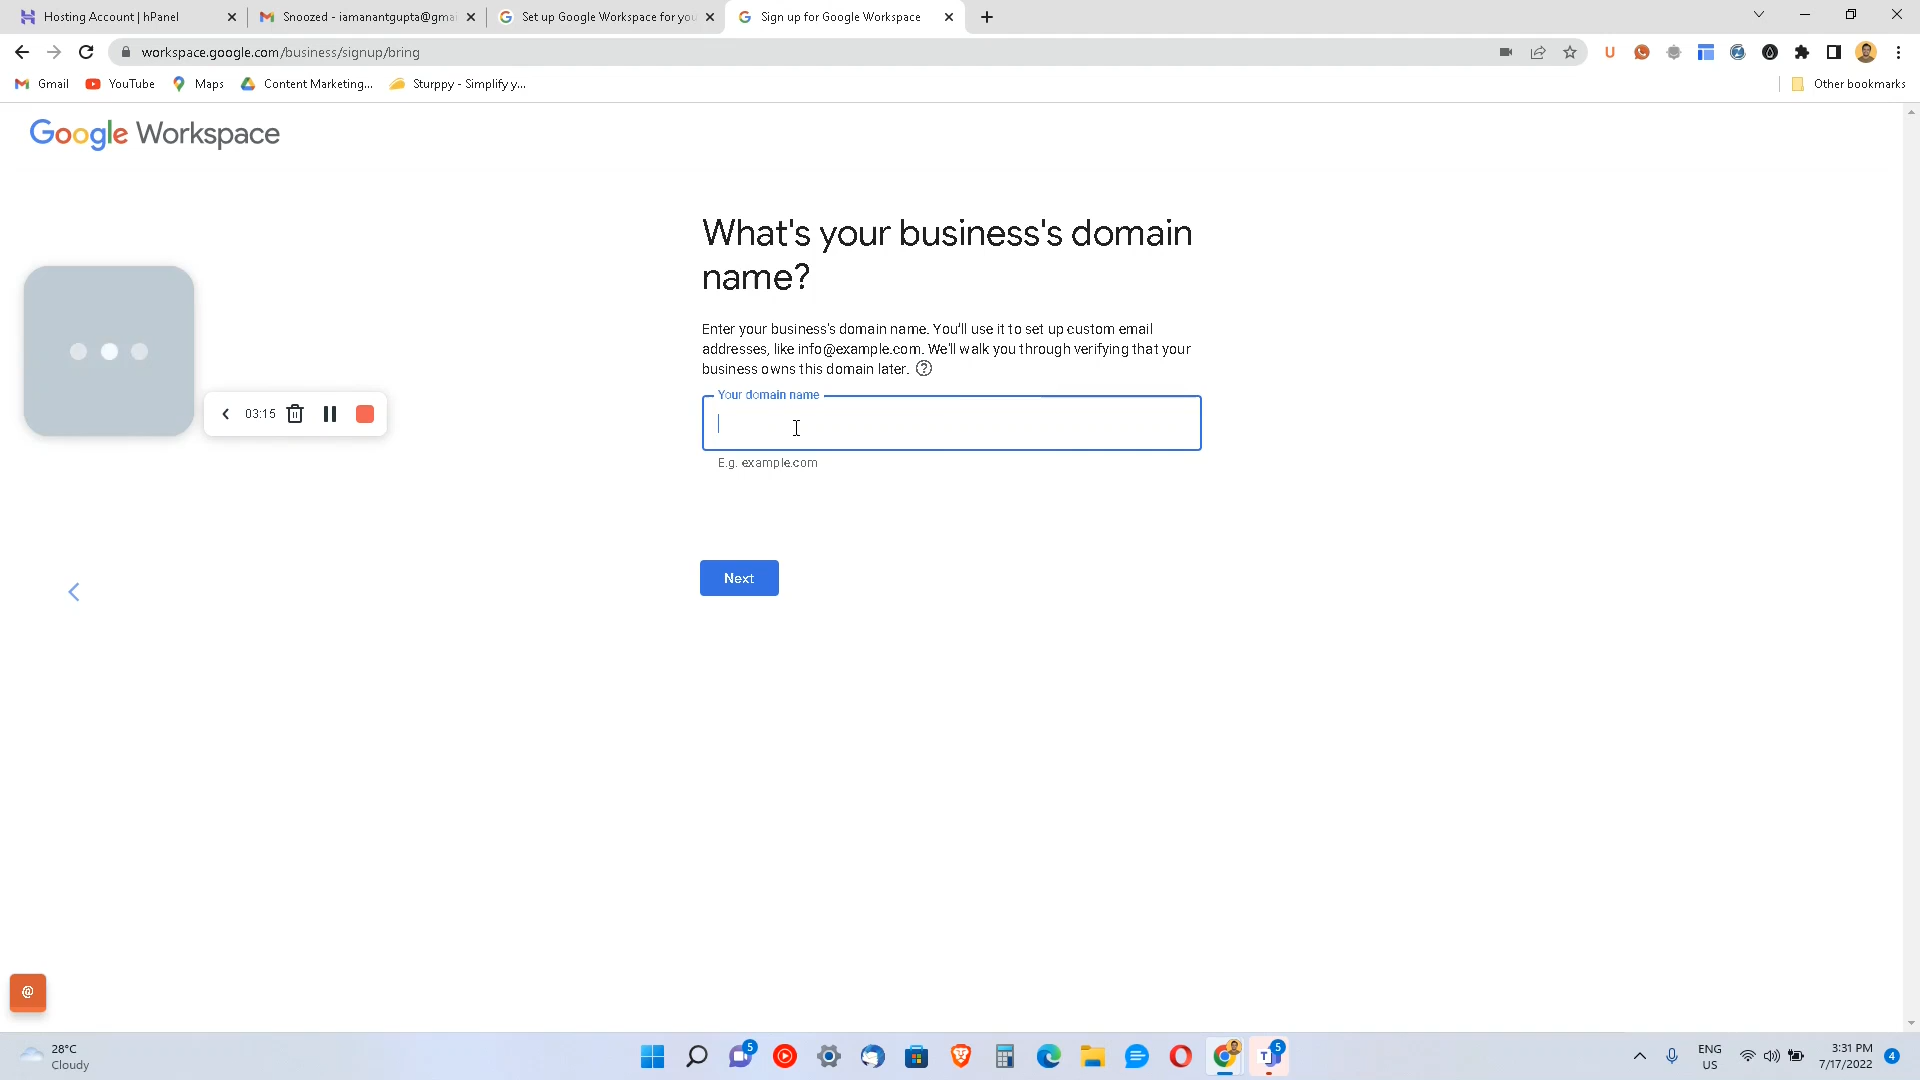 Hosting Account | hPanel
Snoozed - iamanantgupta@gmai
Set up Google Workspace for you
Sign up for Google Workspace
workspace.google.com/business/signup/bring
U
Gmail
YouTube
Maps
Content Marketing...
Sturppy - Simplify y...
Other bookmarks
Google Workspace
What's your business's domain
name?
Enter your business's domain name. You'll use it to set up custom email
addresses, like info@example.com. We'll walk you through verifying that your
business owns this domain later.
Your domain name
03:15
E.g. example.com
Next
@
28°C
Cloudy
5
5
ENG
US
3:31 PM
7/17/2022
4